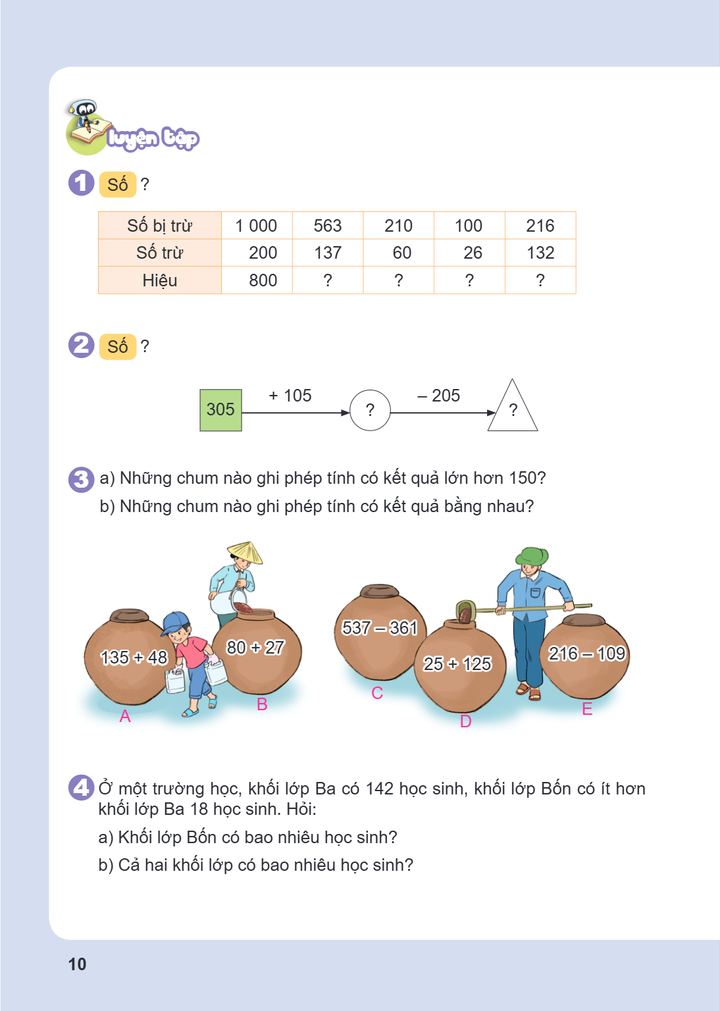 Luyện tập
1 Số ?
Số bị trừ 1 000 563 210 100 216
Số trừ 200 137 60 26 132
Hiệu 800 ? ? ? ?
2 Số ?
305 + 105 ? – 205 ?
3 a) Những chum nào ghi phép tính có kết quả lớn hơn 150?
b) Những chum nào ghi phép tính có kết quả bằng nhau?
135 + 48
80 + 27
537 – 361
25 + 125
216 – 109
A
B
C
D
E
4 Ở một trường học, khối lớp Ba có 142 học sinh, khối lớp Bốn có ít hơn
khối lớp Ba 18 học sinh. Hỏi:
a) Khối lớp Bốn có bao nhiêu học sinh?
b) Cả hai khối lớp có bao nhiêu học sinh?
10